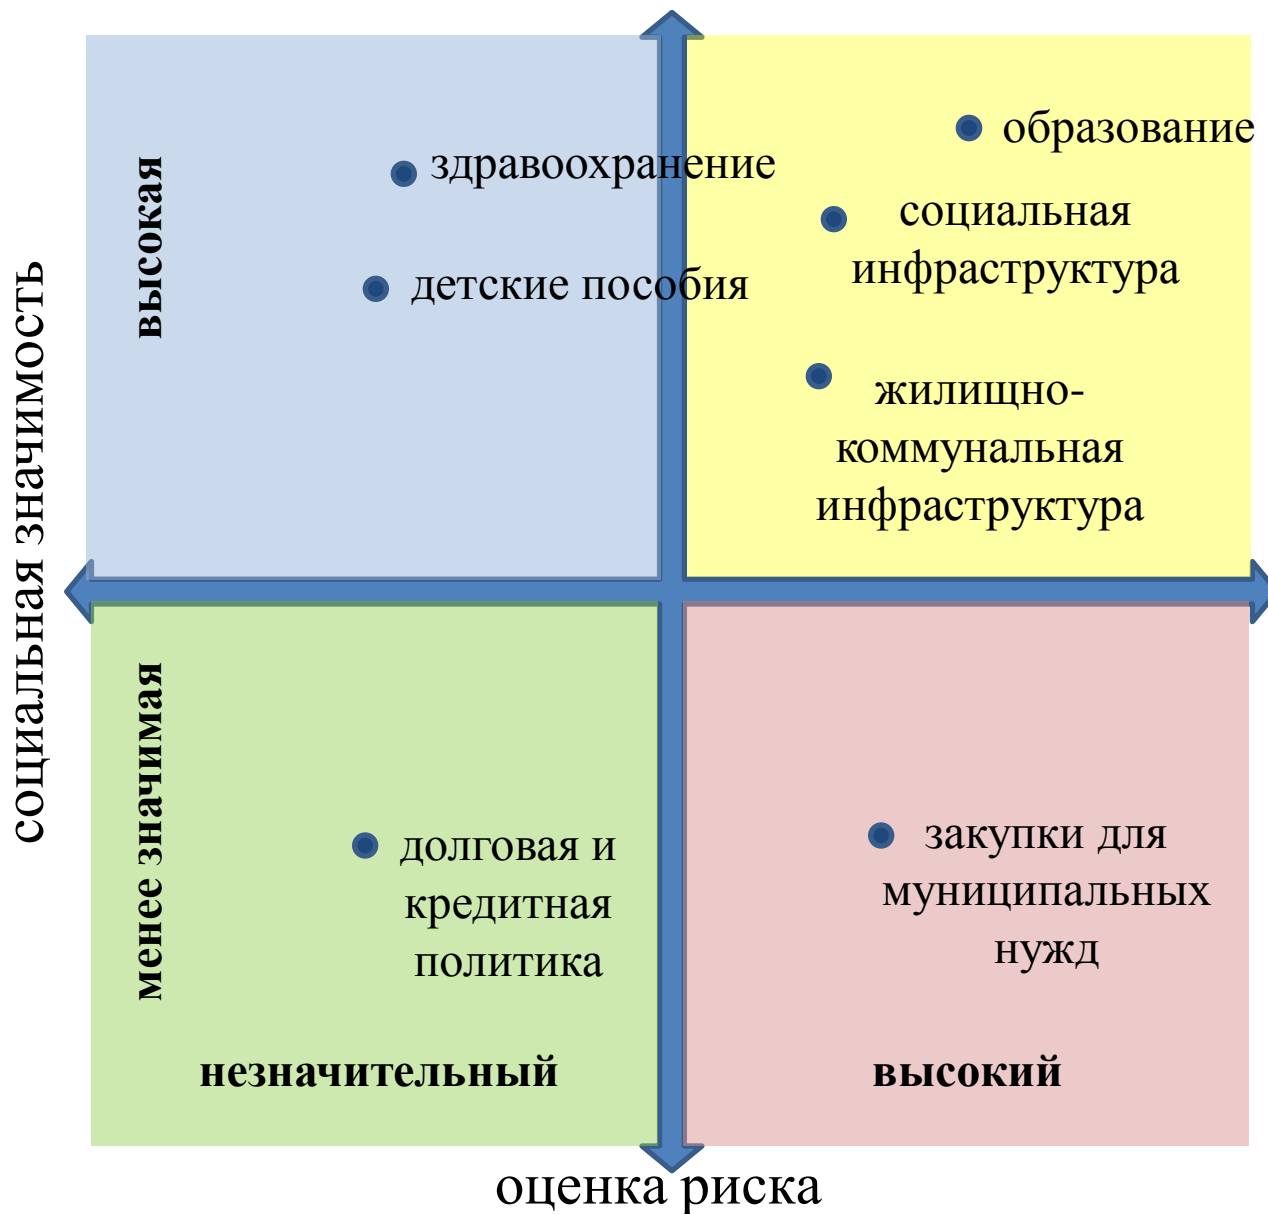 социальная значимость
высокая
здравоохранение
детские пособия
образование
социальная
инфраструктура
жилищно-
коммунальная
инфраструктура
менее значимая
долговая и
кредитная
политика
закупки для
муниципальных
нужд
незначительный
высокий
оценка риска